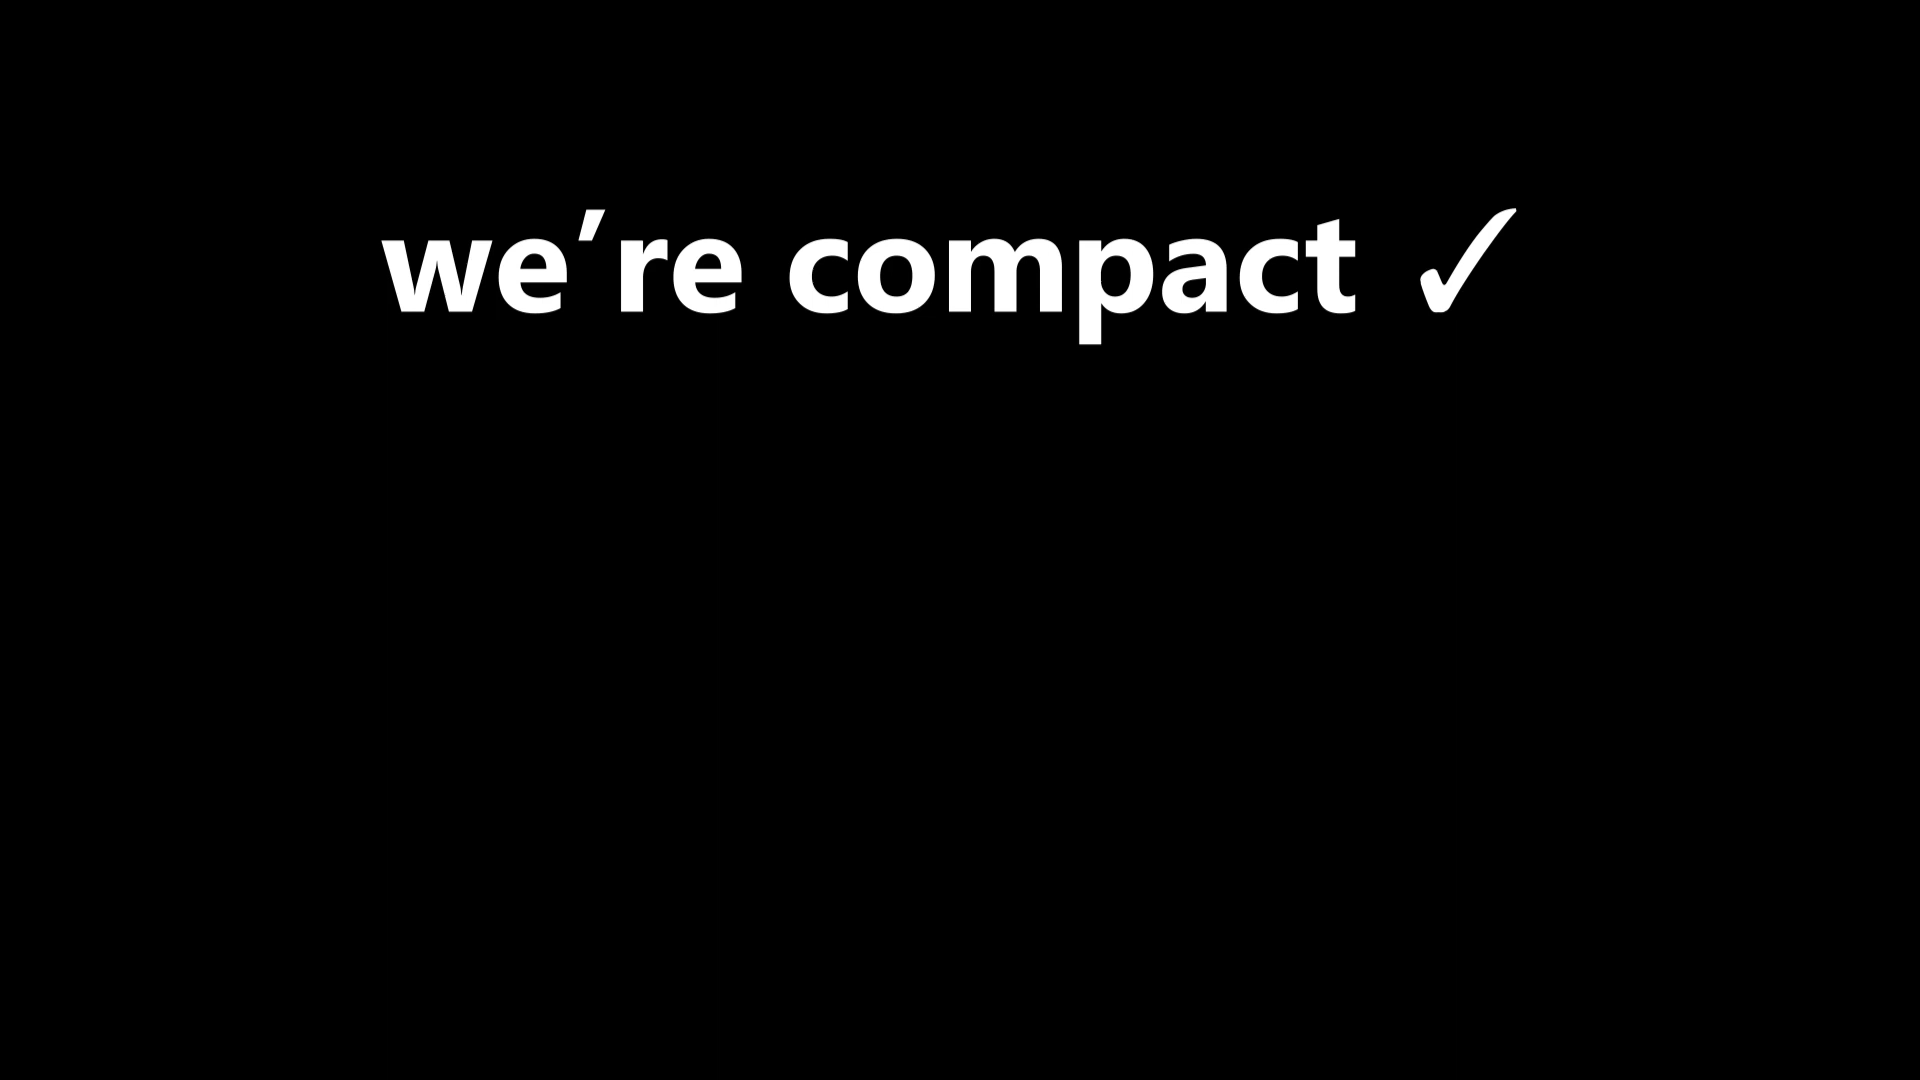 we’re compact ✓